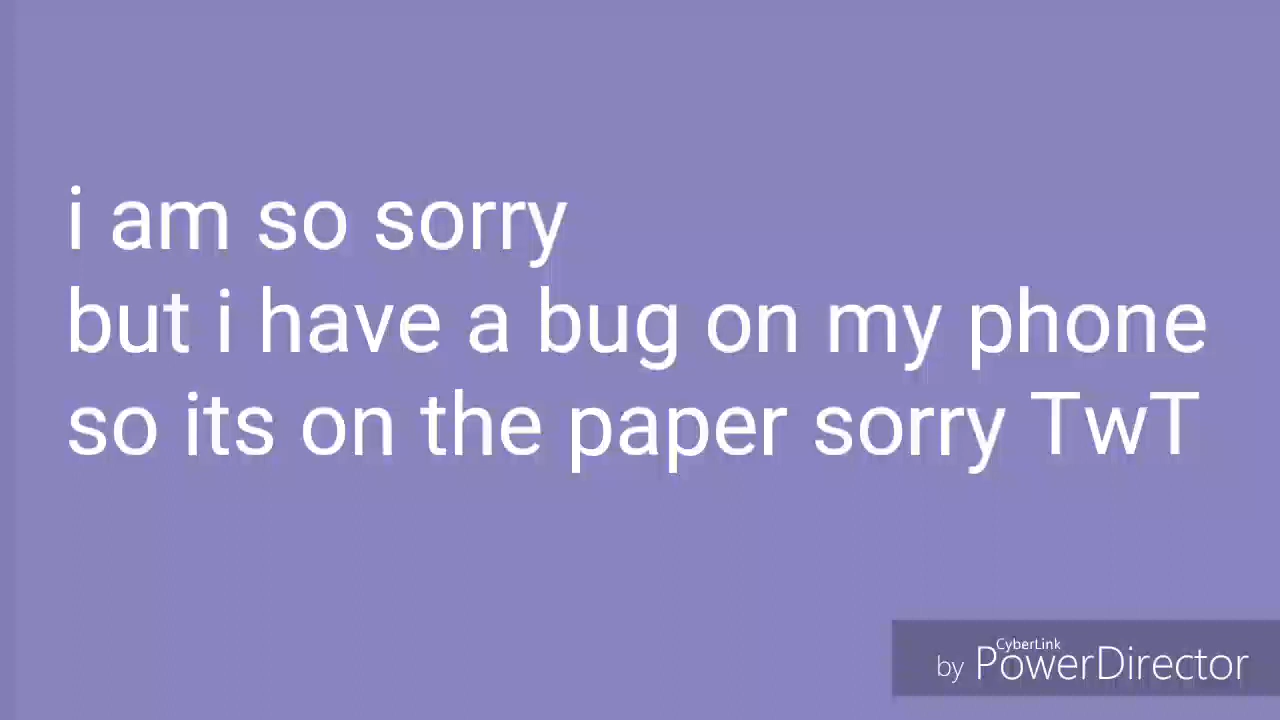 i am so sorry
but i have a bug on my phone
so its on the paper sorry TwT
CyberLink
by PowerDirector